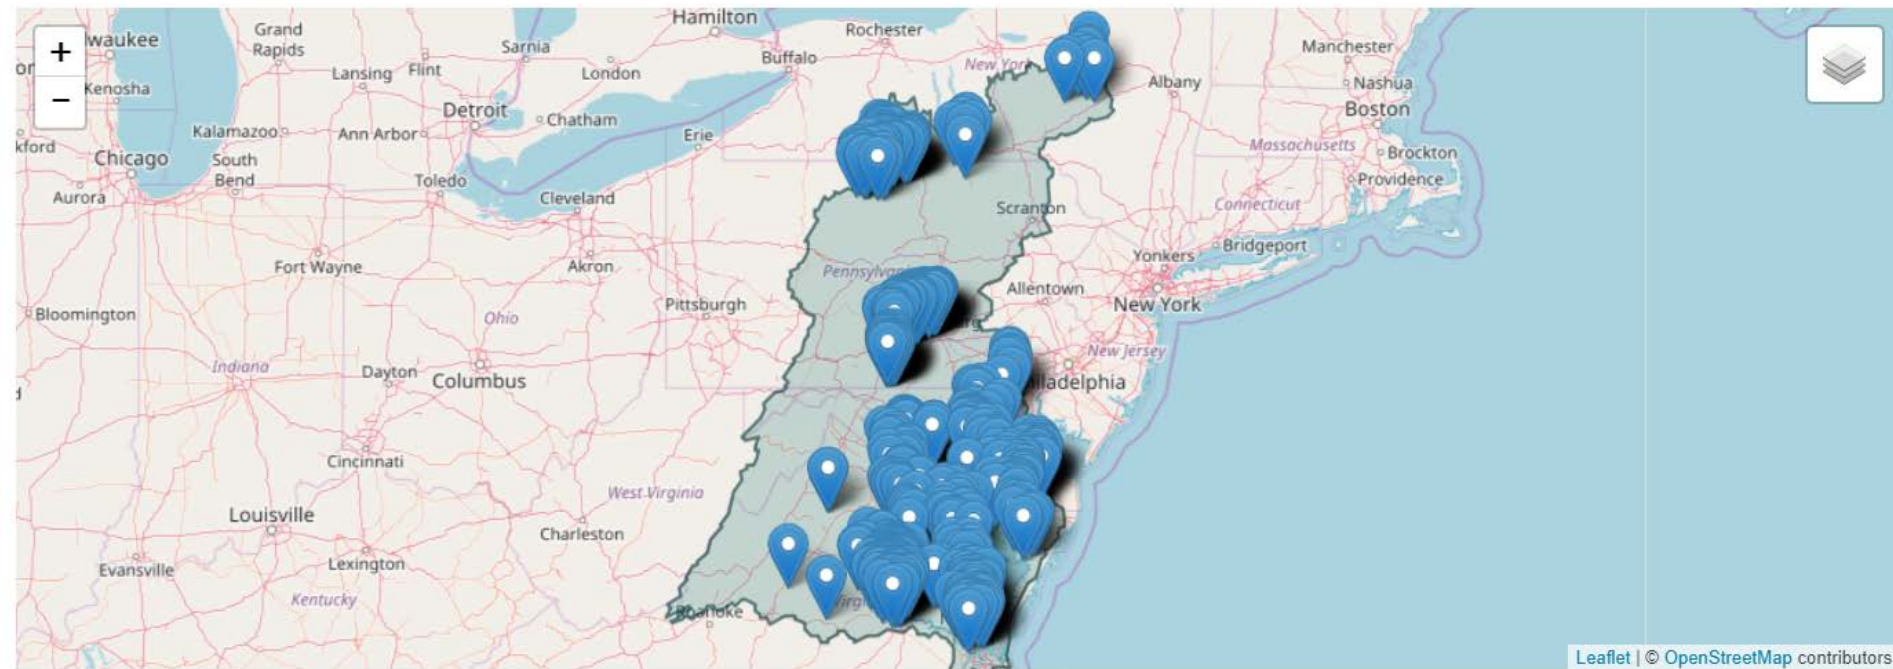 Hamilton
Grand
Rapids
Rochester
+
Sarnia
Manchester
Buffalo
New York
Lansing
Flint
London
Albany
Nashua
Kenosha
−
Detroit
Boston
Chatham
Kalamazoo
Ann Arbor
Erie
Massachusetts
Brockton
Chicago
South
Bend
Toledo
Providence
Aurora
Cleveland
Scranton
Connecticut
Bridgeport
Yonkers
Fort Wayne
Akron
Allentown
Pittsburgh
New York
Bloomington
Ohio
New Jersey
Indiana
Dayton
Columbus
Cincinnati
West Virginia
Louisville
Charleston
Evansville
Lexington
Kentucky
Roanoke
Leaflet | © OpenStreetMap contributors